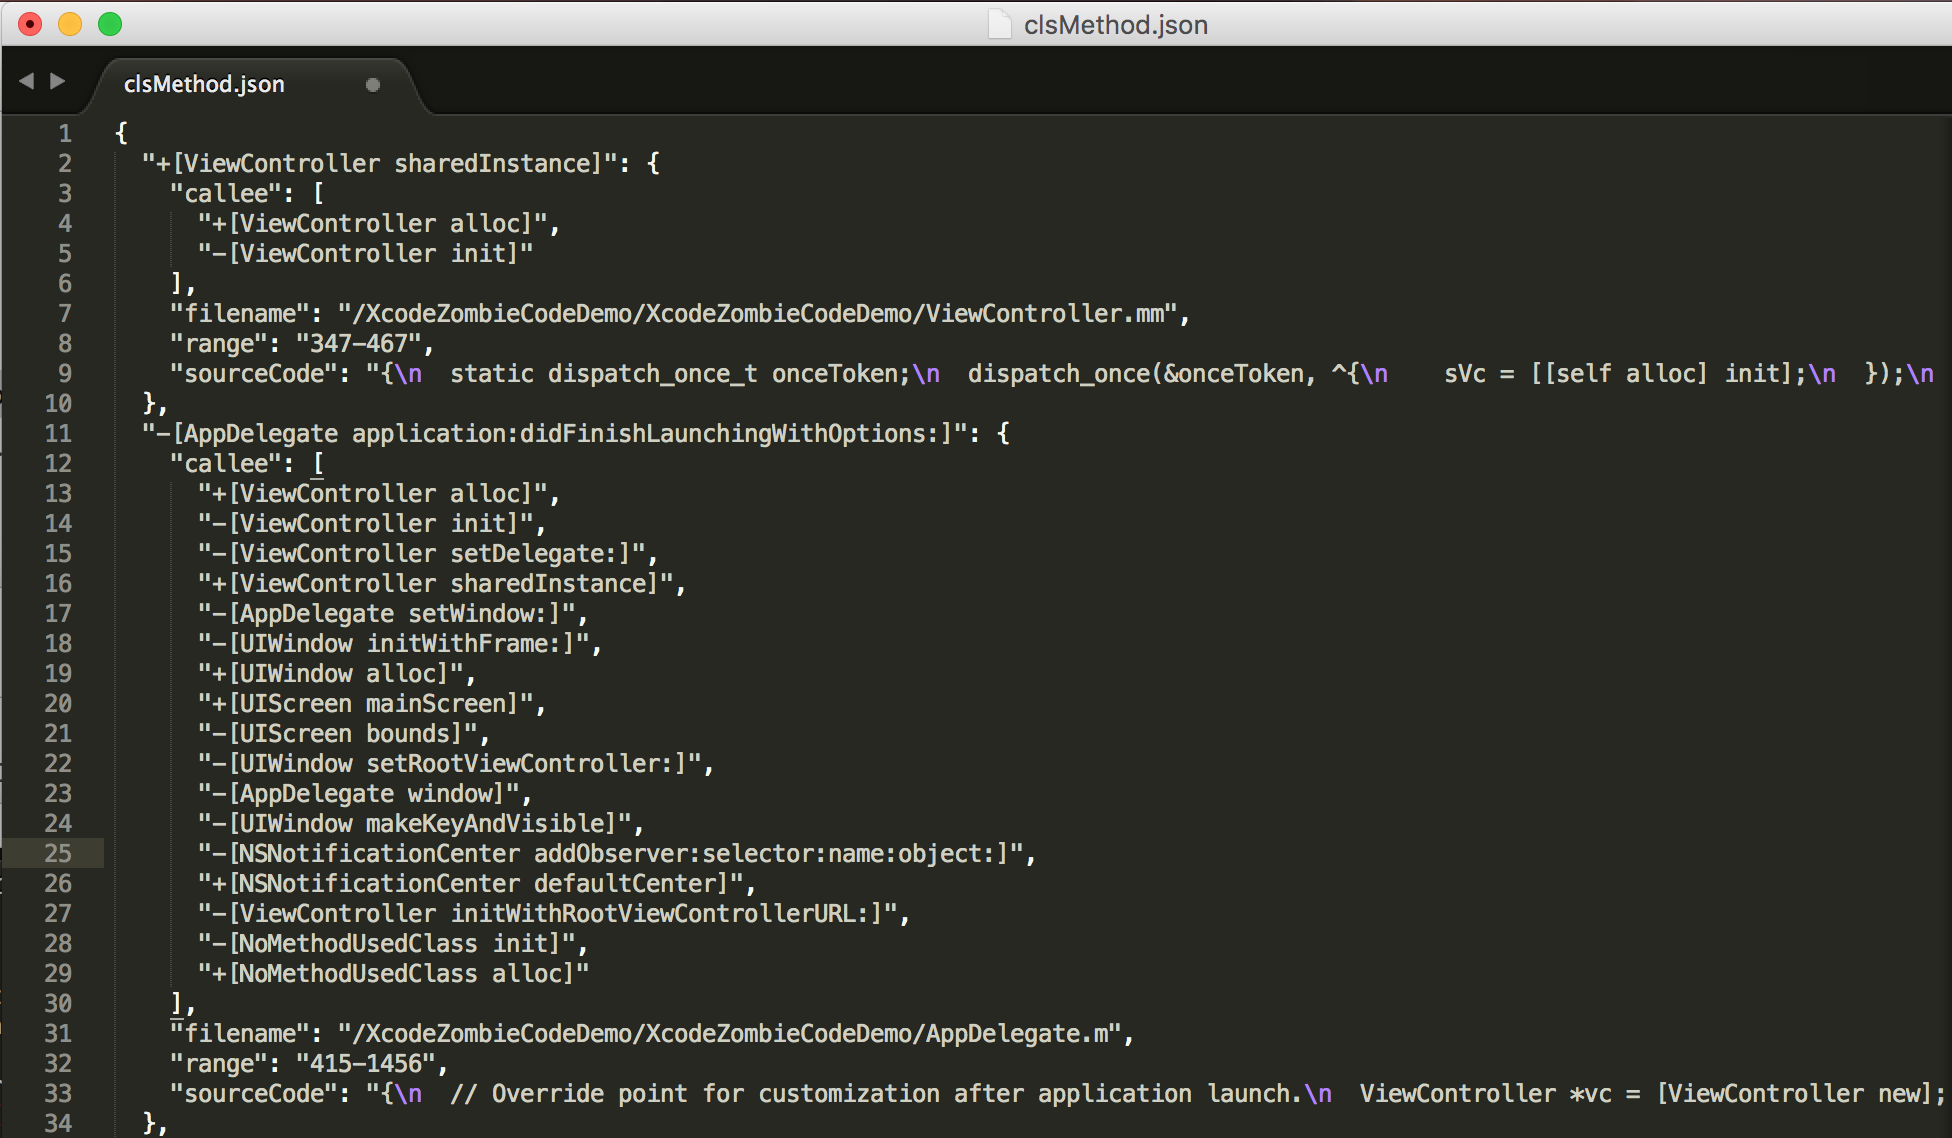 clsMethod.json
clsMethod.json
1 {
2   "+[ViewController sharedInstance]": {
3     "callee": [
4       "+[ViewController alloc]",
5       "-[ViewController init]"
6     ],
7     "filename": "/XcodeZombieCodeDemo/XcodeZombieCodeDemo/ViewController.mm",
8     "range": "347-467",
9     "sourceCode": "{\n  static dispatch_once_t onceToken;\n  dispatch_once(&onceToken, ^{\n    sVc = [[self alloc] init];\n  });\n
10   },
11   "-[AppDelegate application:didFinishLaunchingWithOptions:]": {
12     "callee": [
13       "+[ViewController alloc]",
14       "-[ViewController init]",
15       "-[ViewController setDelegate:]",
16       "+[ViewController sharedInstance]",
17       "-[AppDelegate setWindow:]",
18       "-[UIWindow initWithFrame:]",
19       "+[UIWindow alloc]",
20       "+[UIScreen mainScreen]",
21       "-[UIScreen bounds]",
22       "-[UIWindow setRootViewController:]",
23       "-[AppDelegate window]",
24       "-[UIWindow makeKeyAndVisible]",
25       "-[NSNotificationCenter addObserver:selector:name:object:]",
26       "+[NSNotificationCenter defaultCenter]",
27       "-[ViewController initWithRootViewControllerURL:]",
28       "-[NoMethodUsedClass init]",
29       "+[NoMethodUsedClass alloc]"
30     ],
31     "filename": "/XcodeZombieCodeDemo/XcodeZombieCodeDemo/AppDelegate.m",
32     "range": "415-1456",
33     "sourceCode": "{\n  // Override point for customization after application launch.\n  ViewController *vc = [ViewController new];
34   },